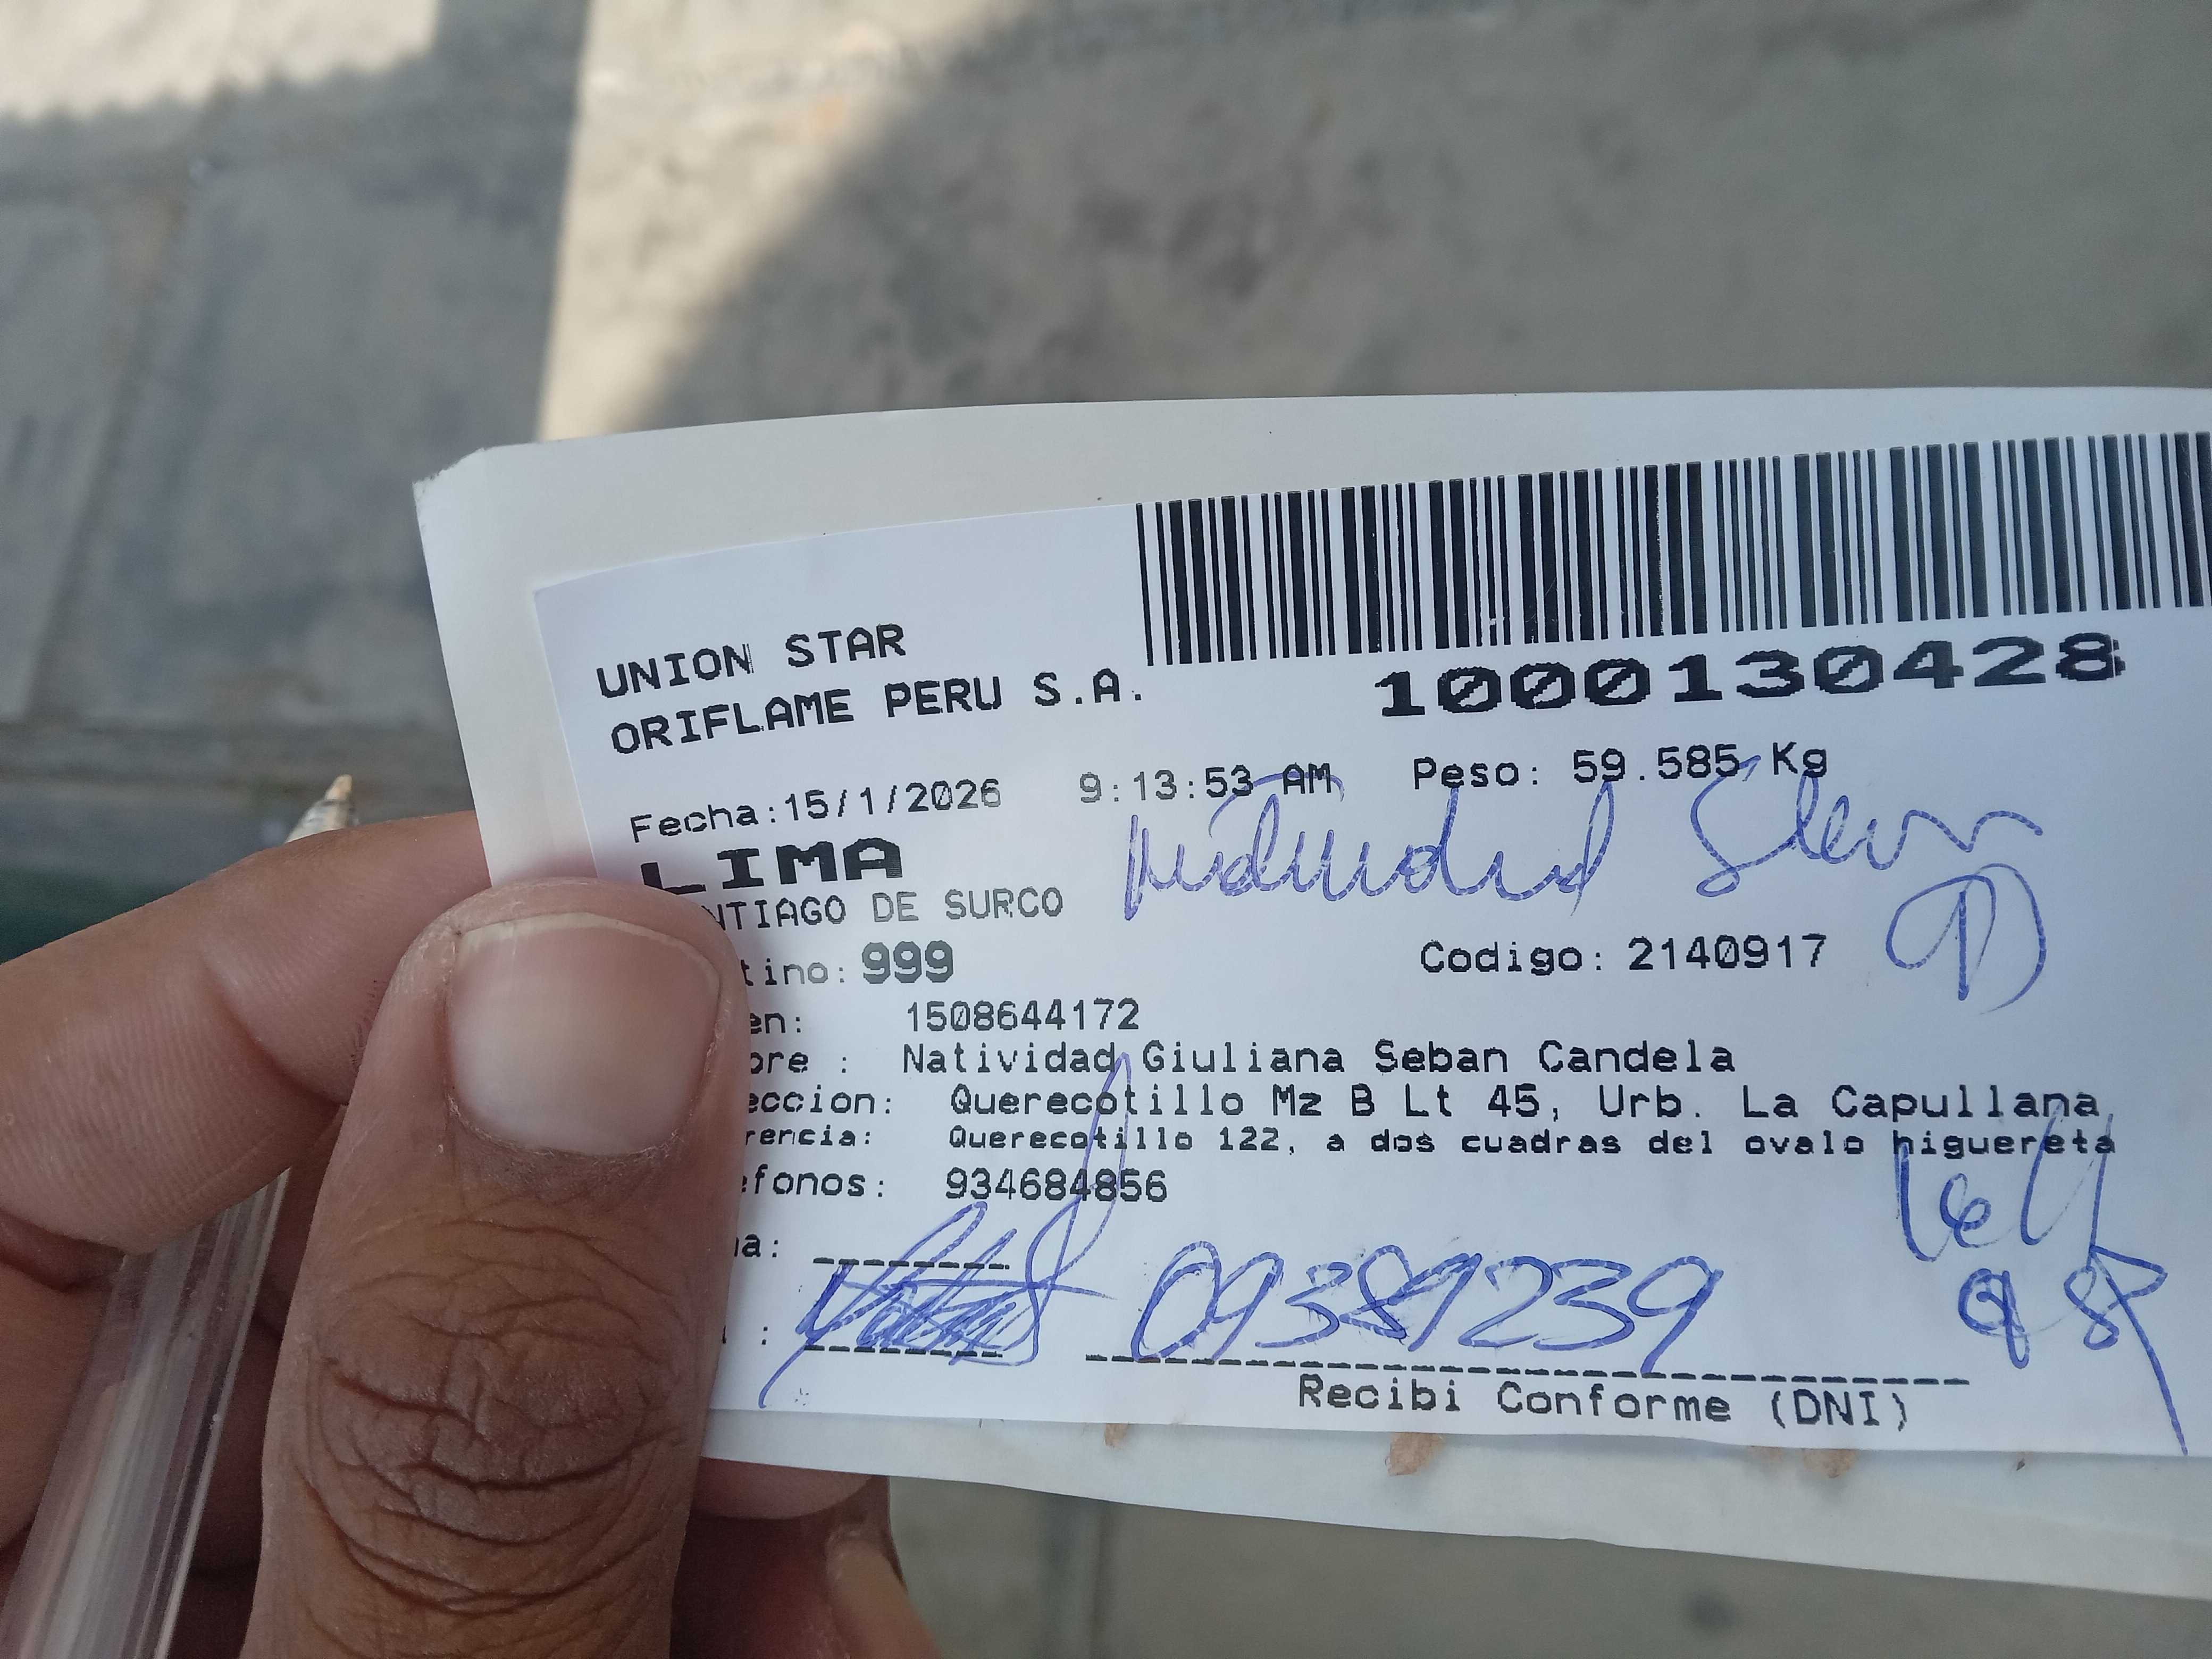 UNION STAR
ORIFLAME PERU S.A.
1000130428
Fecha:15/1/2026 9:13:53 AM Peso: 59.585 Kg
LIMA
NTIAGO DE SURCO
tino: 999 Codigo: 2140917
en: 1508644172
bre : Natividad Giuliana Seban Candela
eccion: Querecotillo Mz B Lt 45, Urb. La Capullana
rencia: Querecotillo 122, a dos cuadras del ovalo higuereta
efonos: 934684856
na:
09389239
Recibi Conforme (DNI)